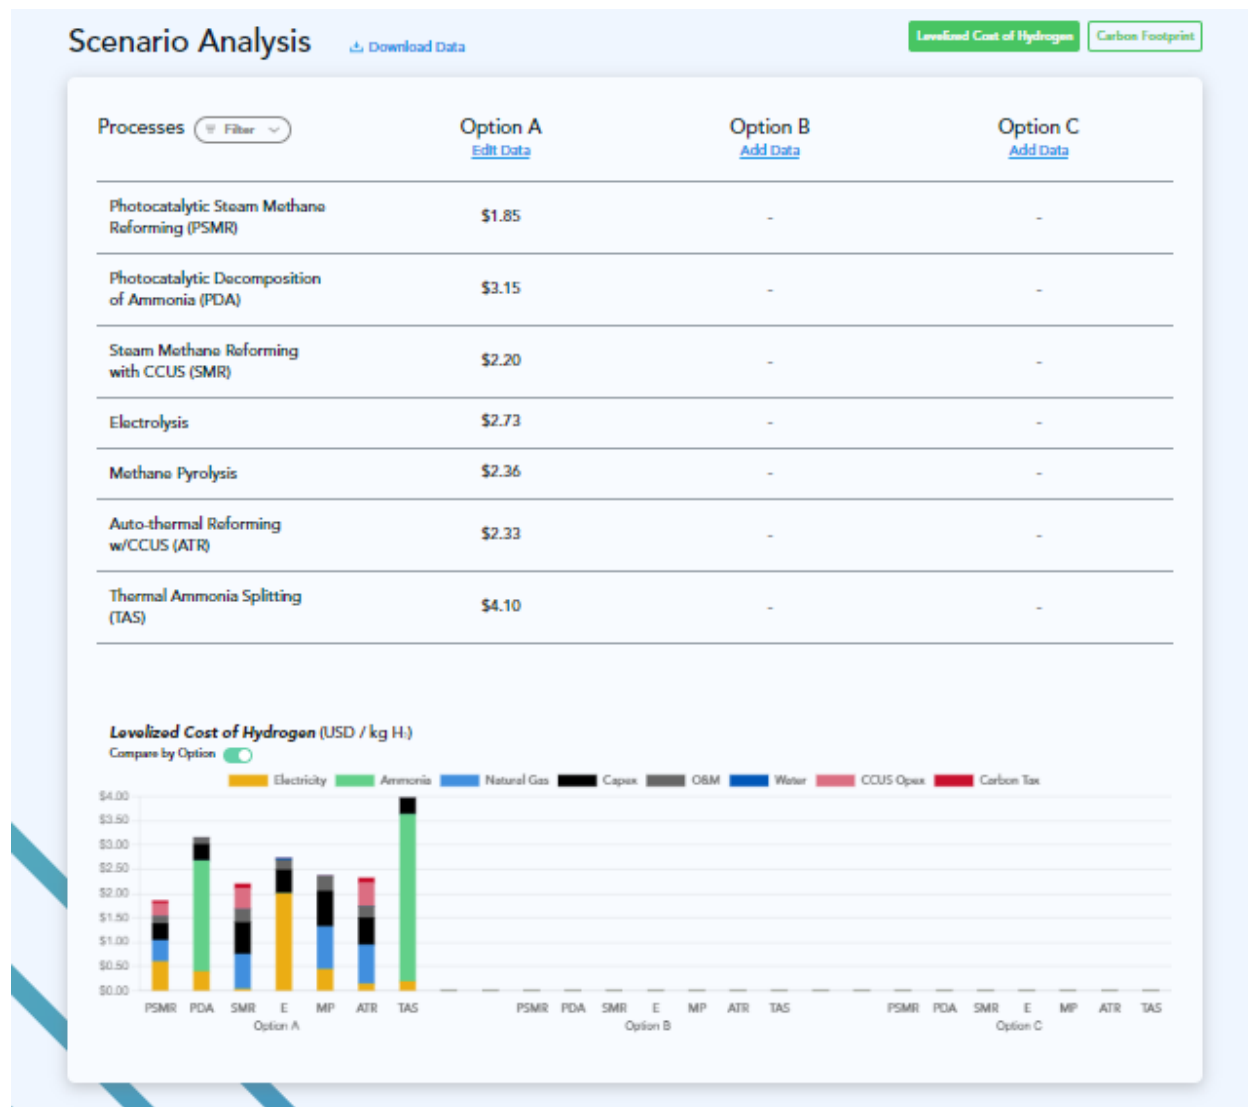 Scenario Analysis Download Data Levelized Cost of Hydrogen Carbon Footprint
Processes Filter Option A Option B Option C
Edit Data Add Data Add Data
Photocatalytic Steam Methane
Reforming (PSMR) $1.85 - -
Photocatalytic Decomposition
of Ammonia (PDA) $3.15 - -
Steam Methane Reforming
with CCUS (SMR) $2.20 - -
Electrolysis $2.73 - -
Methane Pyrolysis $2.36 - -
Auto-thermal Reforming
w/CCUS (ATR) $2.33 - -
Thermal Ammonia Splitting
(TAS) $4.10 - -
Levelized Cost of Hydrogen (USD / kg H₂)
Compare by Option
Electricity Ammonia Natural Gas Capex O&M Water CCUS Opex Carbon Tax
$4.00
$3.50
$3.00
$2.50
$2.00
$1.50
$1.00
$0.50
$0.00
PSMR PDA SMR E MP ATR TAS PSMR PDA SMR E MP ATR TAS PSMR PDA SMR E MP ATR TAS
Option A Option B Option C